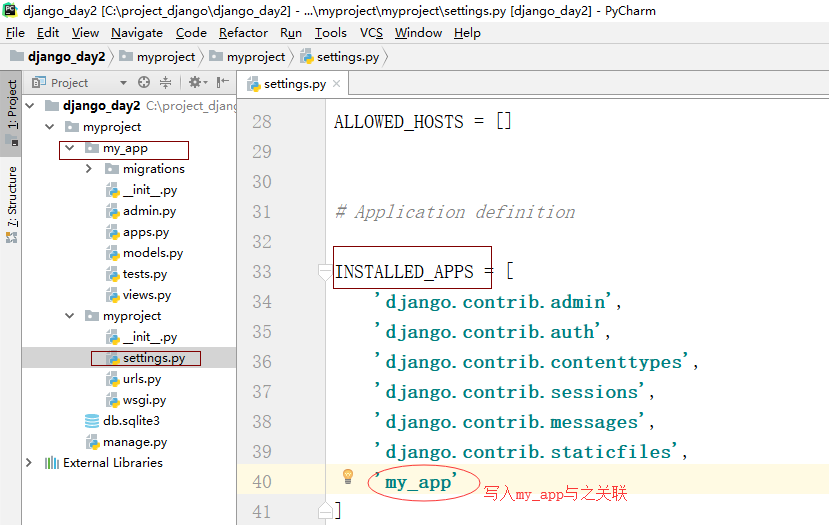 django_day2 [C:\project_django\django_day2] - ...\myproject\myproject\settings.py [django_day2] - PyCharm
File Edit View Navigate Code Refactor Run Tools VCS Window Help
django_day2 myproject myproject settings.py
1: Project
7: Structure
Project
django_day2 C:\project_djang
myproject
my_app
migrations
__init__.py
admin.py
apps.py
models.py
tests.py
views.py
myproject
__init__.py
settings.py
urls.py
wsgi.py
db.sqlite3
manage.py
External Libraries
settings.py
28 ALLOWED_HOSTS = []
29
30
31 # Application definition
32
33 INSTALLED_APPS = [
34 'django.contrib.admin',
35 'django.contrib.auth',
36 'django.contrib.contenttypes',
37 'django.contrib.sessions',
38 'django.contrib.messages',
39 'django.contrib.staticfiles',
40 'my_app' 写入my_app与之关联
41 ]